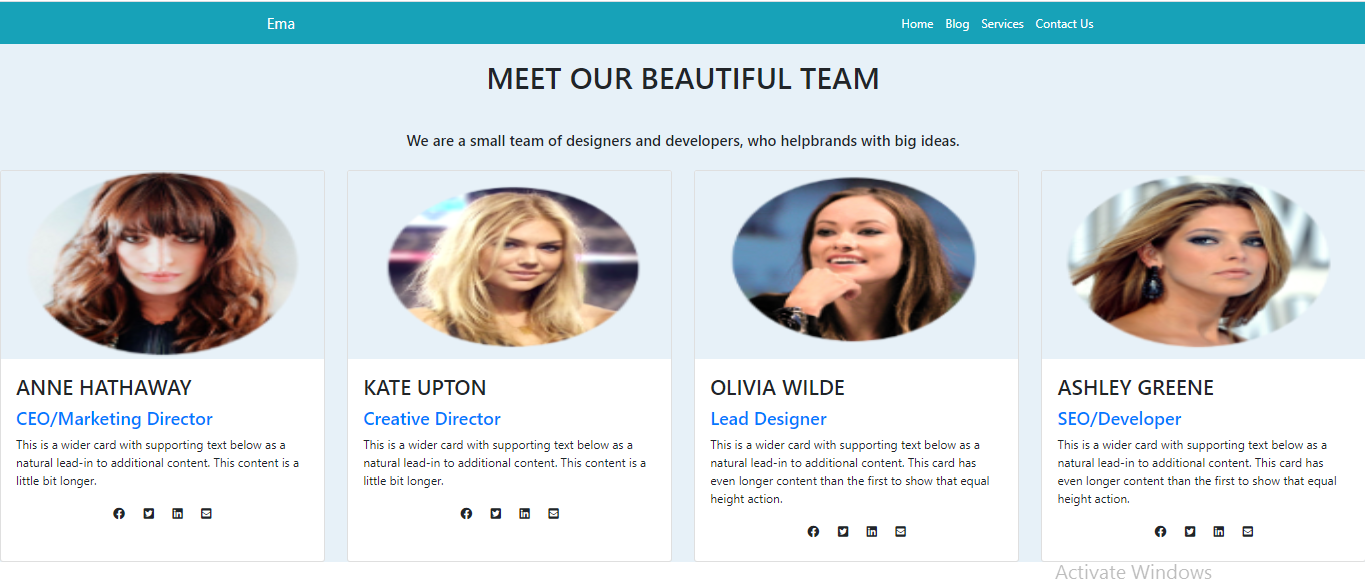 Ema
Home Blog Services Contact Us
MEET OUR BEAUTIFUL TEAM
We are a small team of designers and developers, who helpbrands with big ideas.
ANNE HATHAWAY
CEO/Marketing Director
This is a wider card with supporting text below as a
natural lead-in to additional content. This content is a
little bit longer.
KATE UPTON
Creative Director
This is a wider card with supporting text below as a
natural lead-in to additional content. This content is a
little bit longer.
OLIVIA WILDE
Lead Designer
This is a wider card with supporting text below as a
natural lead-in to additional content. This card has
even longer content than the first to show that equal
height action.
ASHLEY GREENE
SEO/Developer
This is a wider card with supporting text below as a
natural lead-in to additional content. This card has
even longer content than the first to show that equal
height action.
Activate Windows